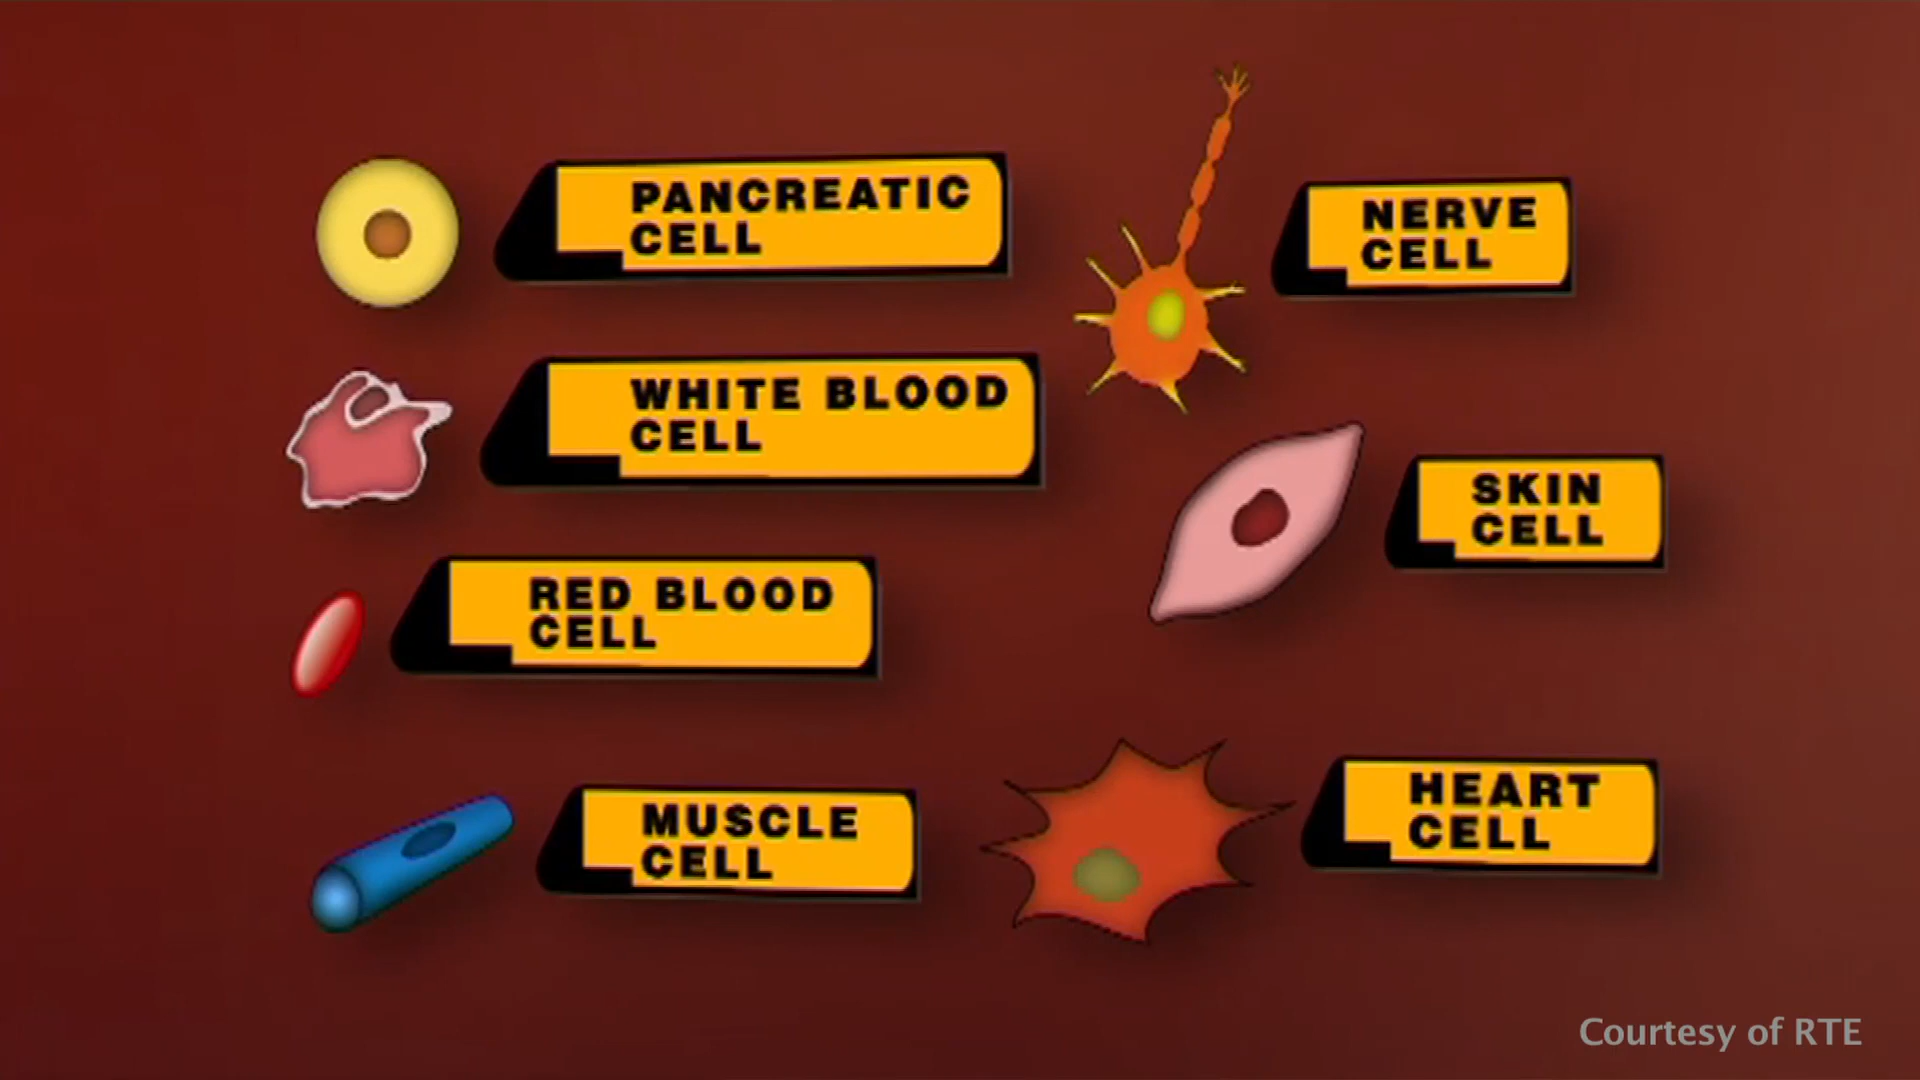 PANCREATIC
CELL
NERVE
CELL
WHITE BLOOD
CELL
SKIN
CELL
RED BLOOD
CELL
MUSCLE
CELL
HEART
CELL
Courtesy of RTE